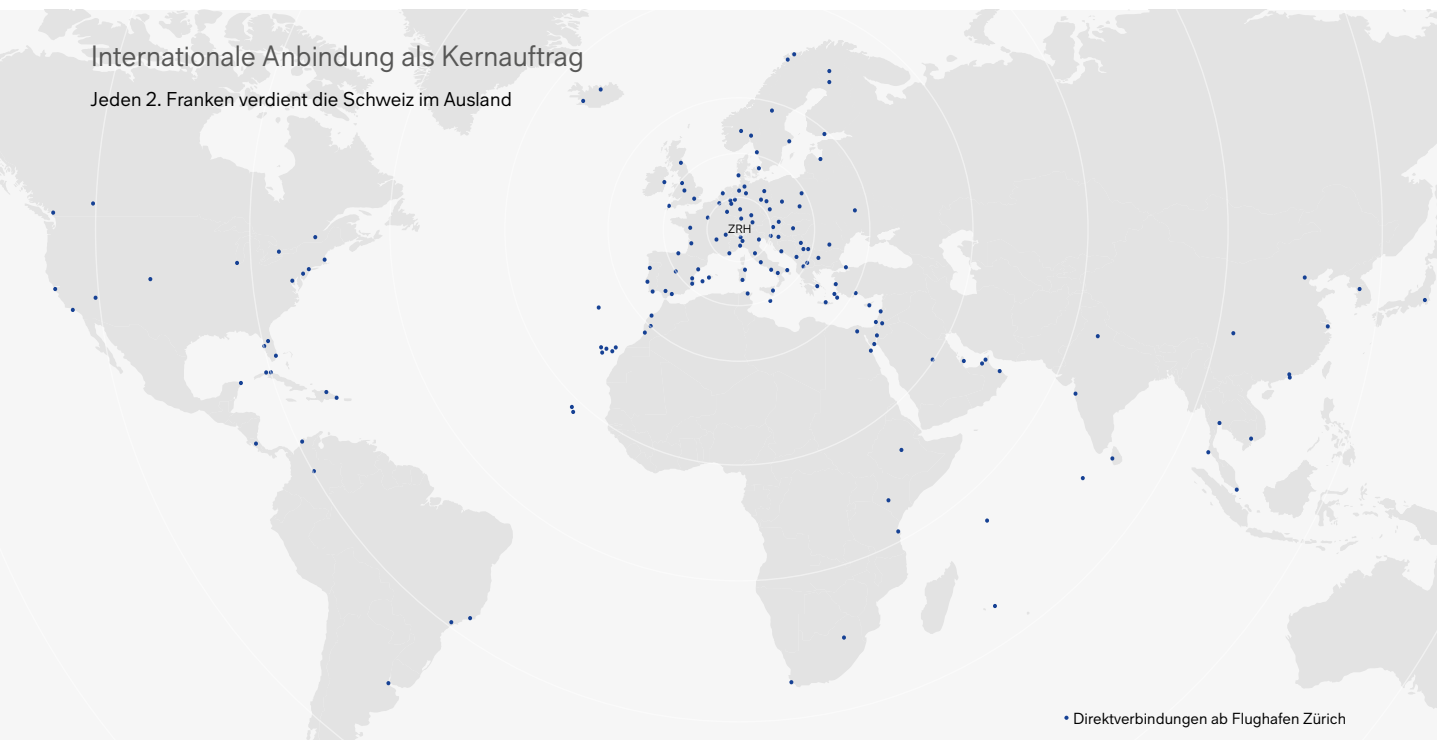 Internationale Anbindung als Kernauftrag
Jeden 2. Franken verdient die Schweiz im Ausland
ZRH
• Direktverbindungen ab Flughafen Zürich